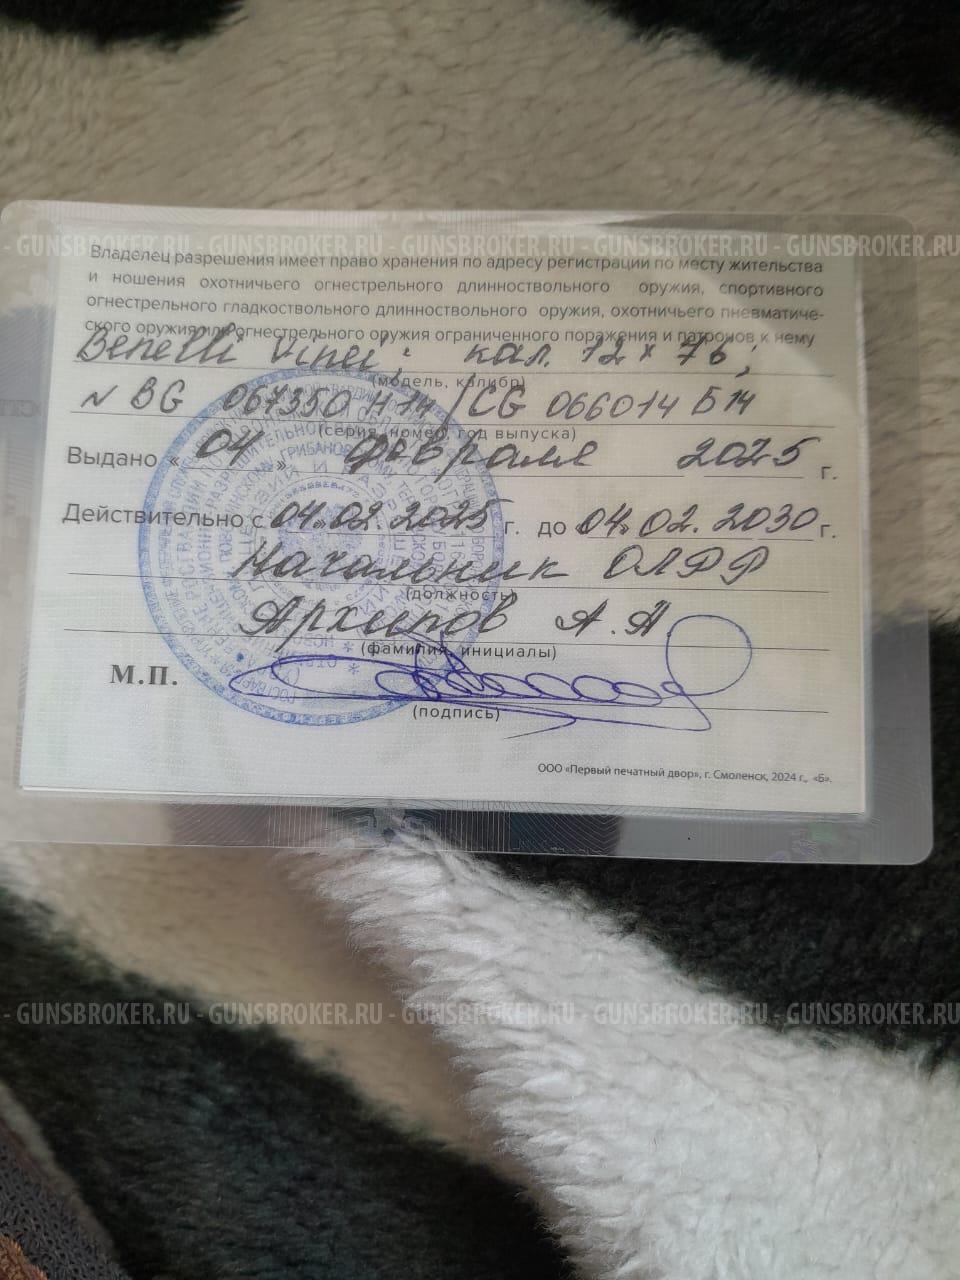 - GUNSBROKER.RU - GUNSBROKER.RU - GUNSBROKER.RU - GUNSBROKER.RU - GUNSBROKER.RU
Владелец разрешения имеет право хранения по адресу регистрации по месту жительства
и ношения охотничьего огнестрельного длинноствольного оружия, спортивного
огнестрельного гладкоствольного длинноствольного оружия, охотничьего пневматиче-
ского оружия или огнестрельного оружия ограниченного поражения и патронов к нему
Benelli Vinci; кал. 12х76;
(модель, калибр)
№ BG 067350 H14 / CG 066014 Б14
(серия, номер, год выпуска)
Выдано « 04 » февраля 2025 г.
Действительно с 04.02.2025 г. до 04.02.2030 г.
Начальник ОЛРР
(должность)
Архипов А.А
(фамилия, инициалы)
М.П.
(подпись)
ООО «Первый печатный двор», г. Смоленск, 2024 г., «Б».
- GUNSBROKER.RU - GUNSBROKER.RU - GUNSBROKER.RU - GUNSBROKER.RU - GUNSBROKER.RU